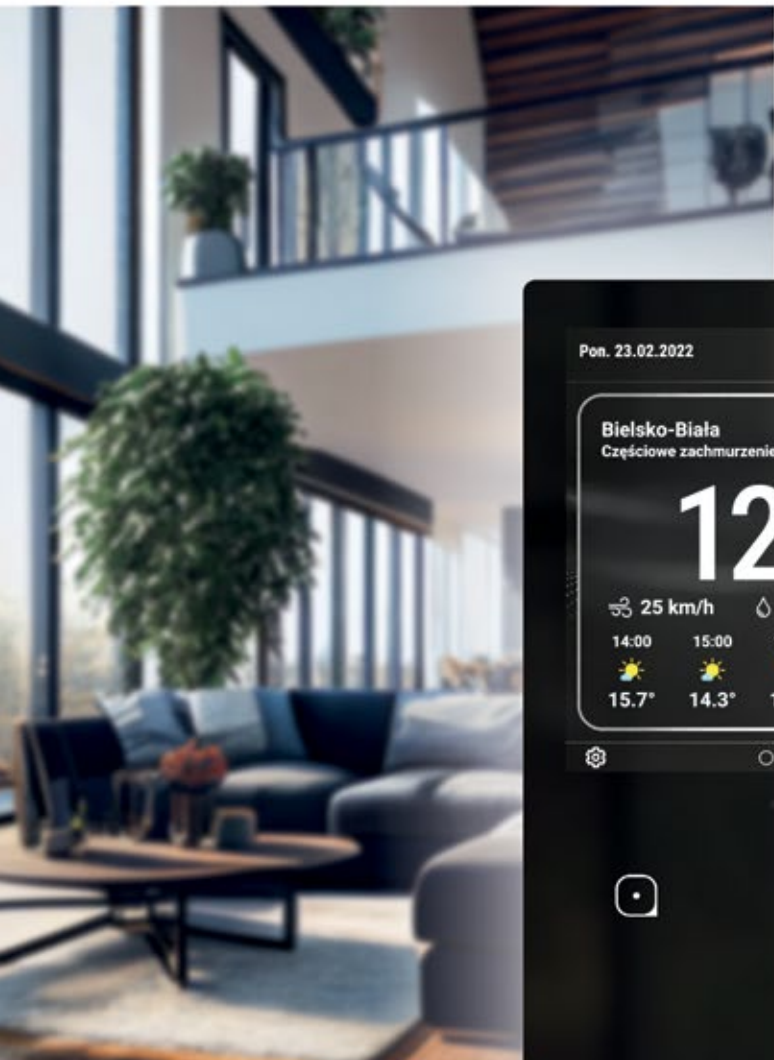 Pon. 23.02.2022
Bielsko-Biała
Częściowe zachmurzenie
12
25 km/h
14:00 15:00
15.7° 14.3°